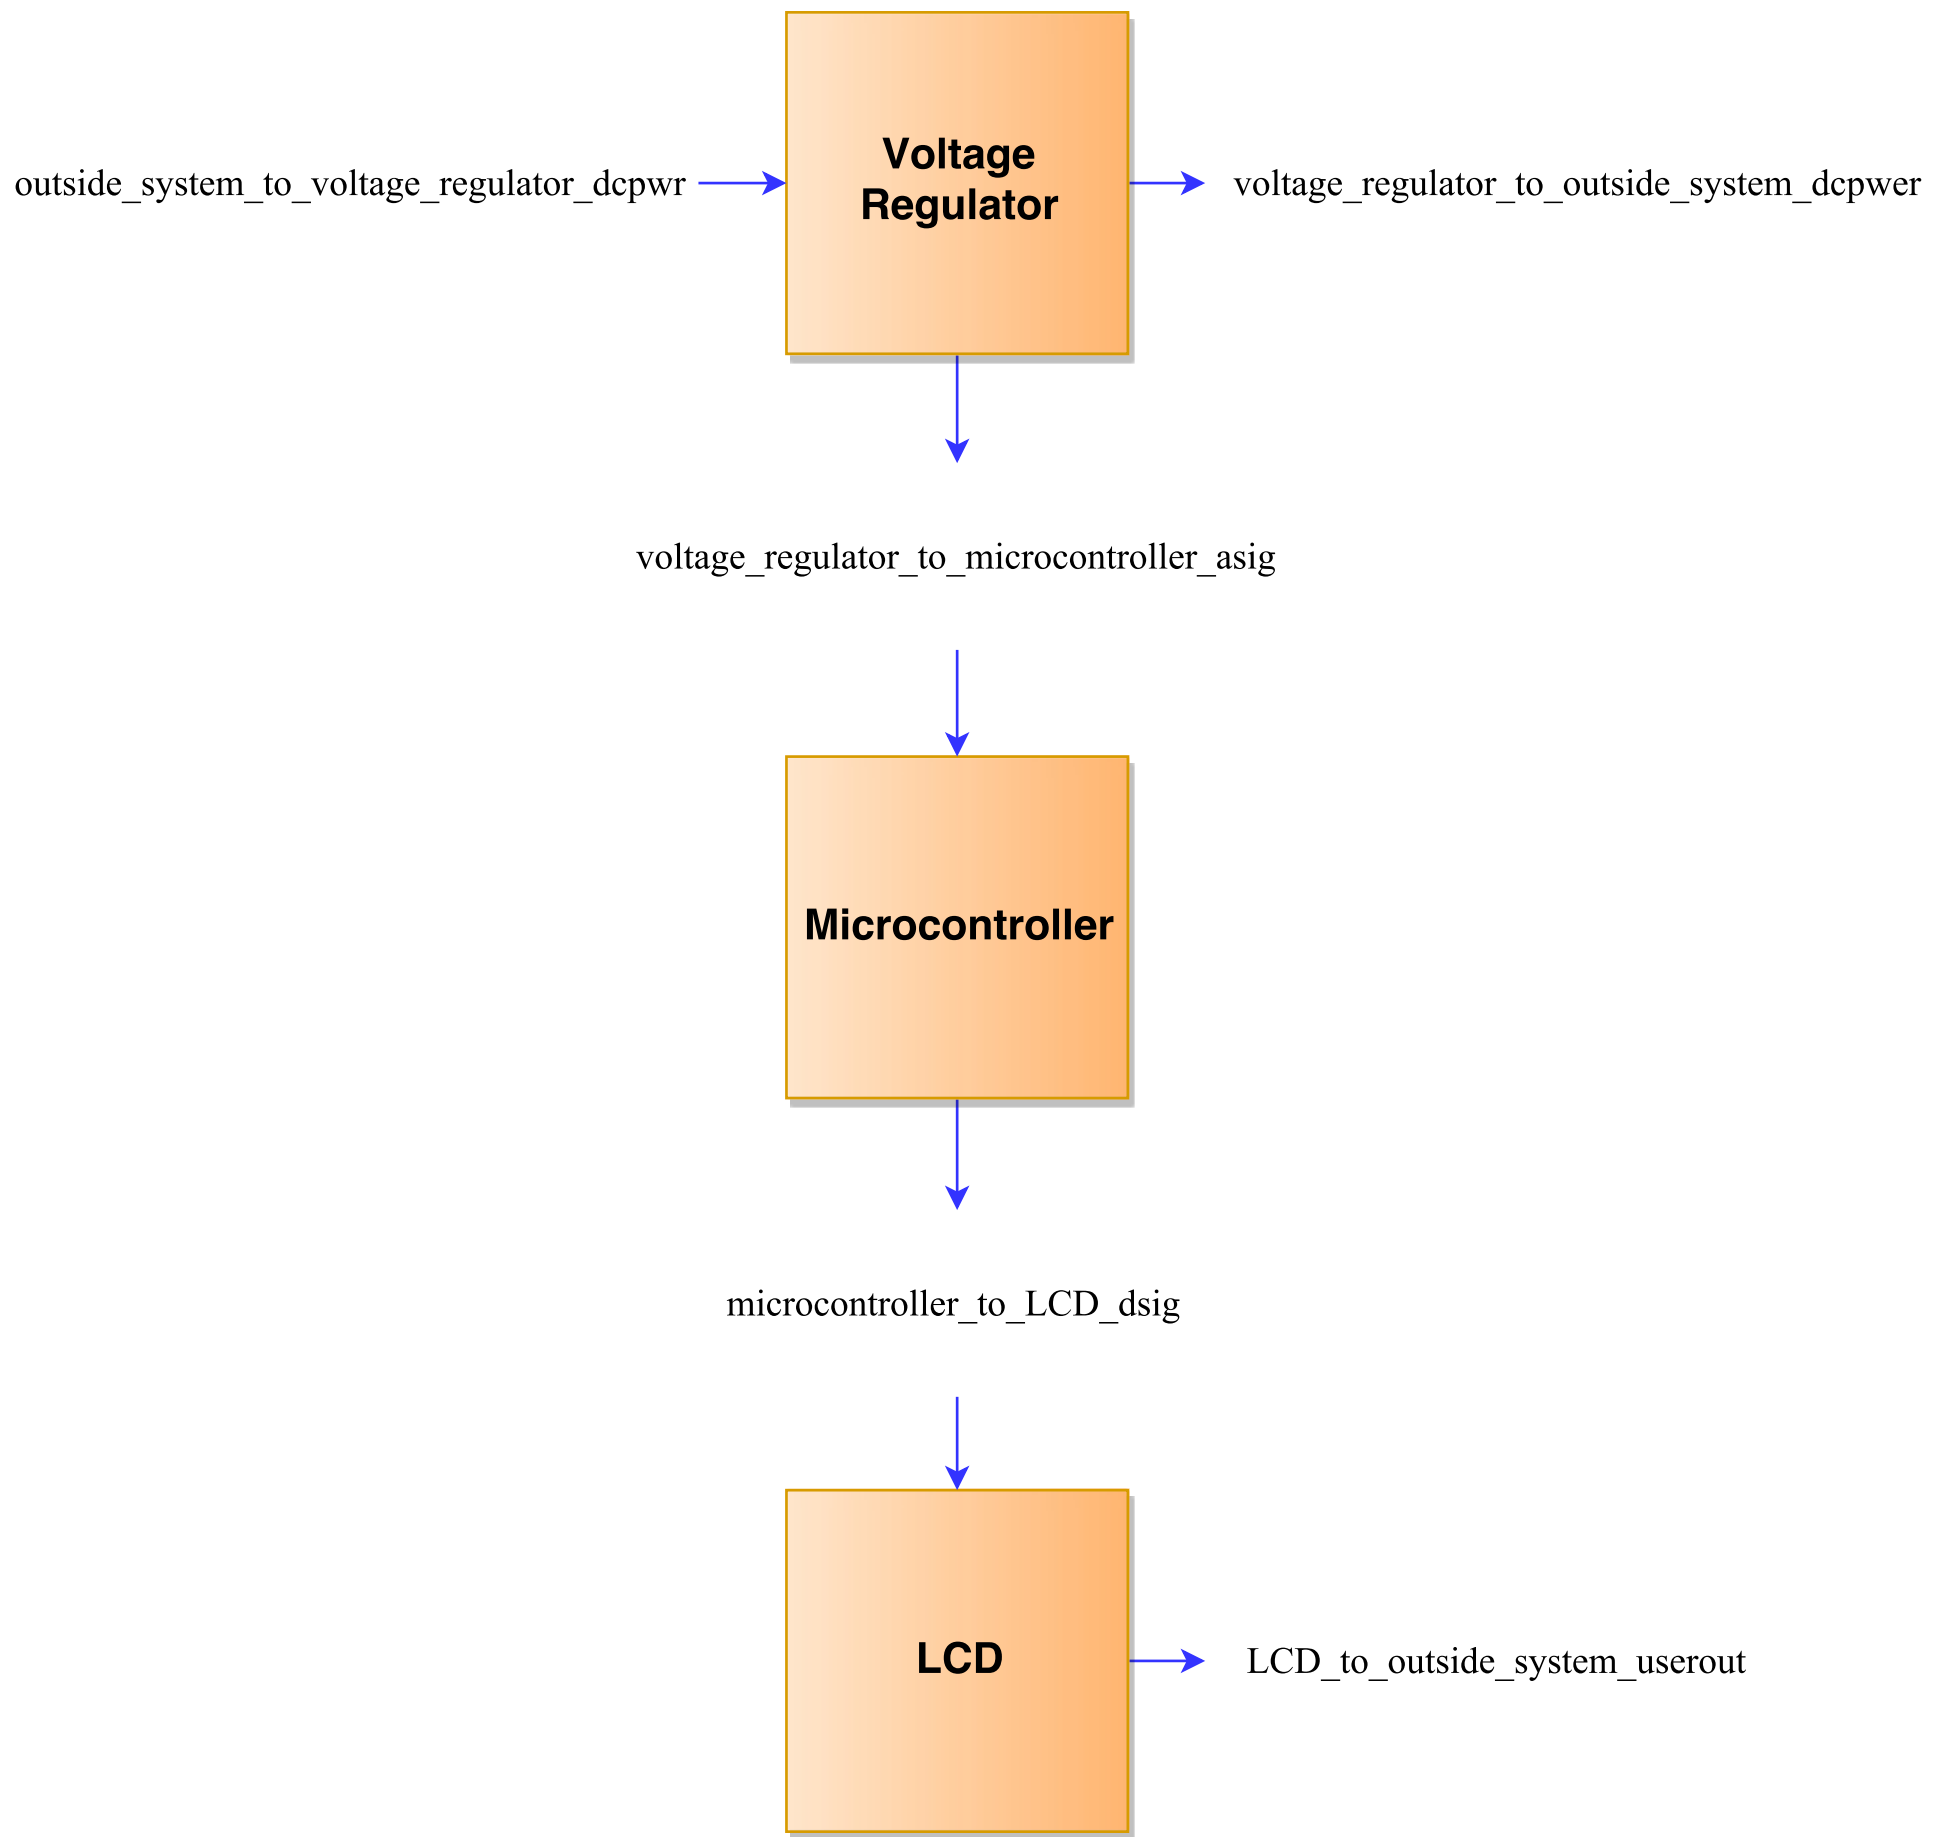 Voltage
Regulator
outside_system_to_voltage_regulator_dcpwr
voltage_regulator_to_outside_system_dcpwer
voltage_regulator_to_microcontroller_asig
Microcontroller
microcontroller_to_LCD_dsig
LCD
LCD_to_outside_system_userout